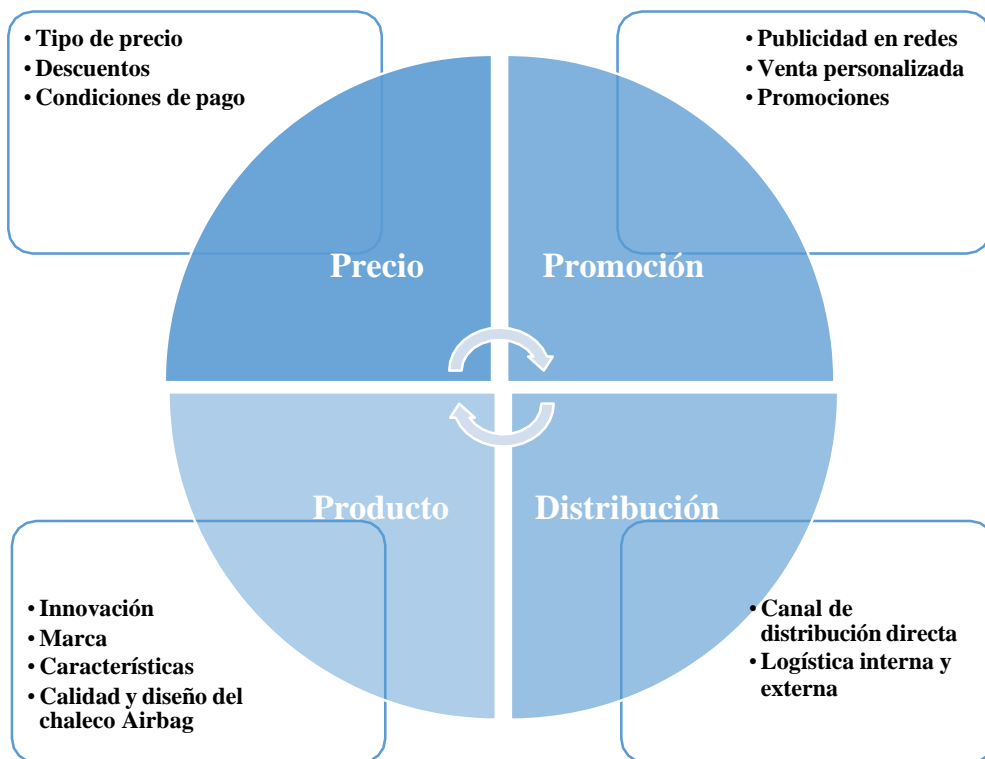 • Tipo de precio
• Descuentos
• Condiciones de pago
• Publicidad en redes
• Venta personalizada
• Promociones
Precio
Promoción
Producto
Distribución
• Innovación
• Marca
• Características
• Calidad y diseño del
chaleco Airbag
• Canal de
distribución directa
• Logística interna y
externa